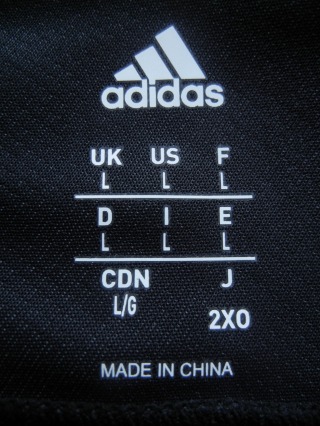 adidas
UK US F
L L L
D I E
L L L
CDN J
L/G 2XO
MADE IN CHINA